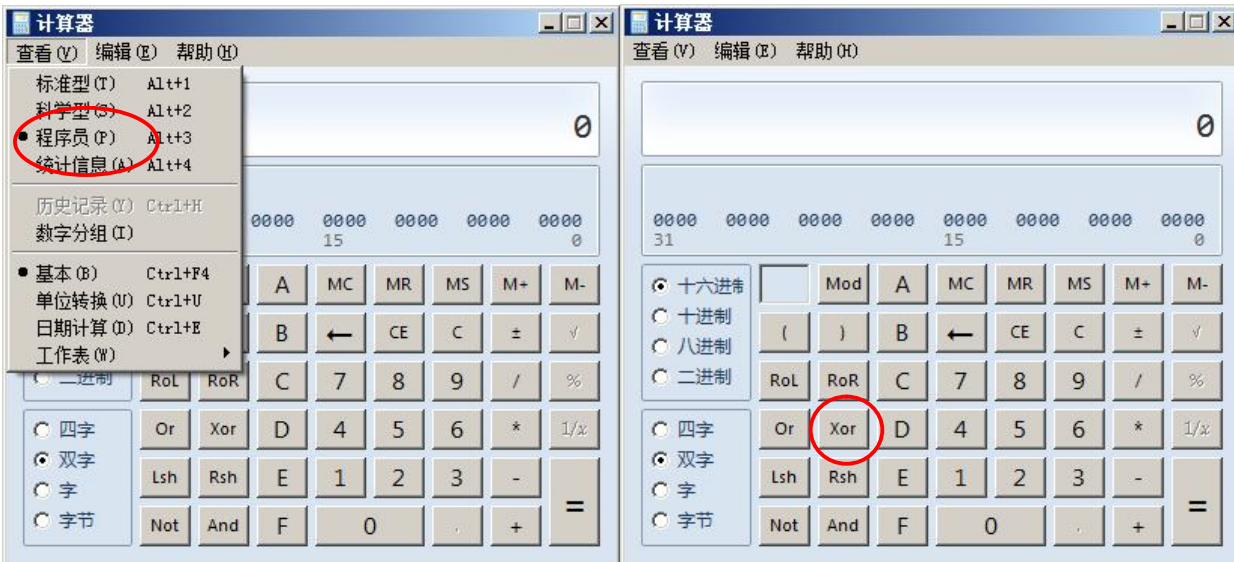 计算器
查看(V) 编辑(E) 帮助(H)
标准型(T) Alt+1
科学型(S) Alt+2
程序员(P) Alt+3
统计信息(A) Alt+4
历史记录(Y) Ctrl+H
数字分组(I)
基本(B) Ctrl+F4
单位转换(U) Ctrl+U
日期计算(D) Ctrl+E
工作表(W)
0
0000 0000 0000 0000 0000
15 0
A MC MR MS M+ M-
B ← CE C ± √
二进制 RoL RoR C 7 8 9 / %
四字 Or Xor D 4 5 6 * 1/x
双字
字 Lsh Rsh E 1 2 3 - =
字节 Not And F 0 . +
计算器
查看(V) 编辑(E) 帮助(H)
0
0000 0000 0000 0000 0000 0000 0000 0000
31 15 0
十六进制 Mod A MC MR MS M+ M-
十进制
八进制 ( ) B ← CE C ± √
二进制 RoL RoR C 7 8 9 / %
四字 Or Xor D 4 5 6 * 1/x
双字
字 Lsh Rsh E 1 2 3 - =
字节 Not And F 0 . +